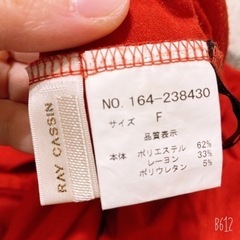 RAY CASSIN
NO. 164-238430
サイズ F
品質表示
本体 ポリエステル 62%
レーヨン 33%
ポリウレタン 5%
B612